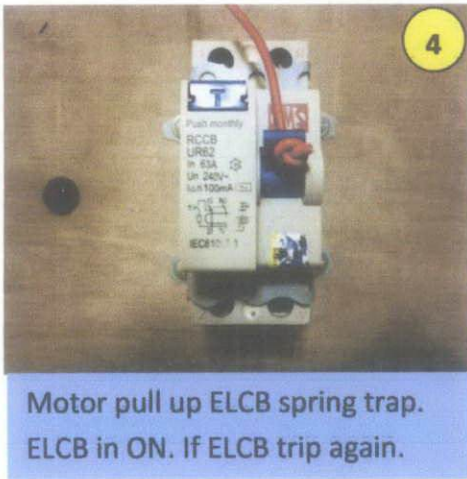 4
T
Push monthly
RCCB
UR62
In 63A
Un 240V~
IΔn 100mA
Motor pull up ELCB spring trap.
ELCB in ON. If ELCB trip again.